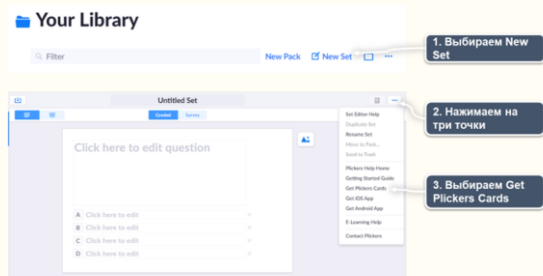 Your Library
Filter
New Pack
New Set
1. Выбираем New
Set
Untitled Set
Graded
Survey
2. Нажимаем на
три точки
Set Editor Help
Duplicate Set
Rename Set
Move to Pack...
Send to Trash
Click here to edit question
Plickers Help Home
Getting Started Guide
Get Plickers Cards
Get iOS App
Get Android App
3. Выбираем Get
Plickers Cards
A Click here to edit
B Click here to edit
C Click here to edit
D Click here to edit
E-Learning Help
Contact Plickers